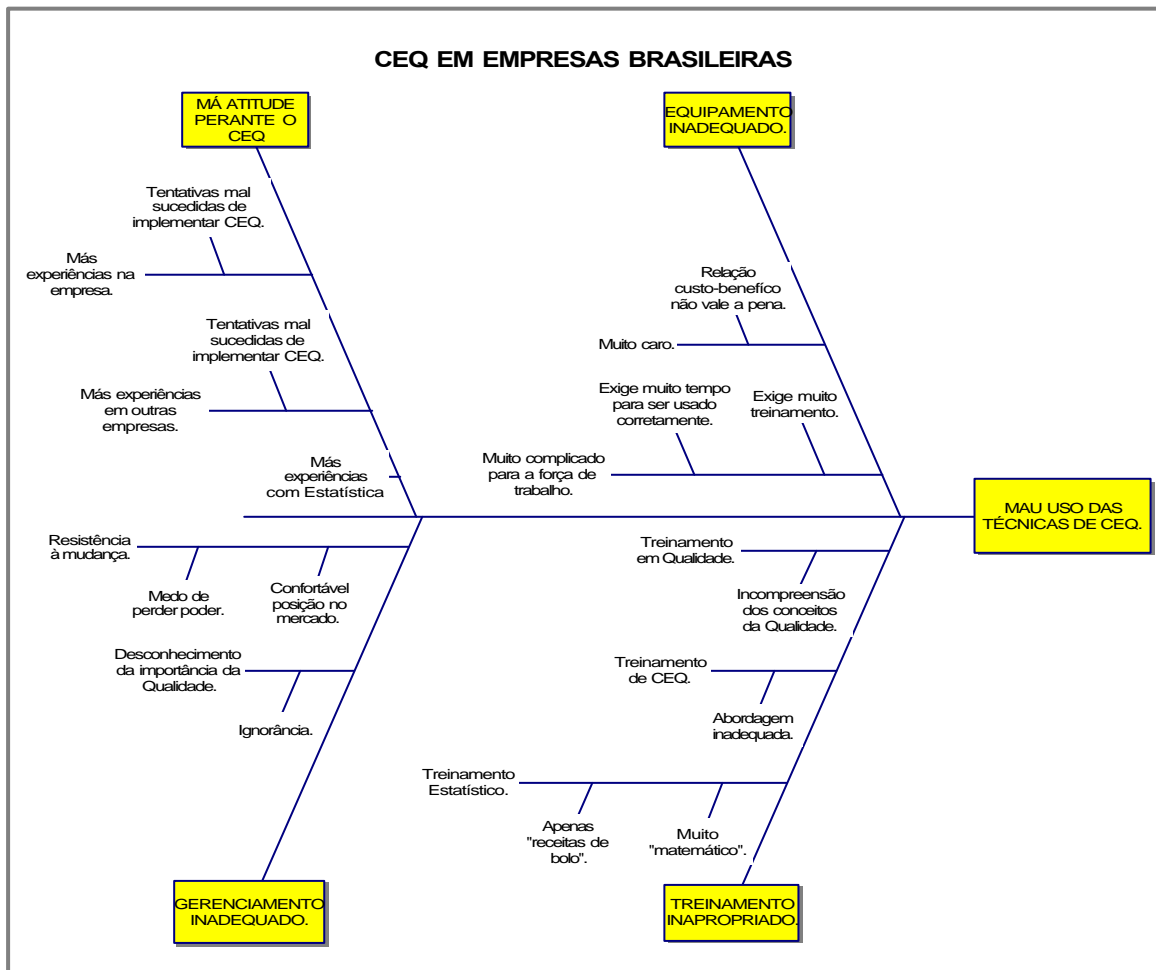 CEQ EM EMPRESAS BRASILEIRAS
MÁ ATITUDE
PERANTE O
CEQ
EQUIPAMENTO
INADEQUADO.
Tentativas mal
sucedidas de
implementar CEQ.
Más
experiências na
empresa.
Tentativas mal
sucedidas de
implementar CEQ.
Más experiências
em outras
empresas.
Más
experiências
com Estatística
Relação
custo-benefíco
não vale a pena.
Muito caro.
Exige muito tempo
para ser usado
corretamente.
Exige muito
treinamento.
Muito complicado
para a força de
trabalho.
MAU USO DAS
TÉCNICAS DE CEQ.
Resistência
à mudança.
Medo de
perder poder.
Confortável
posição no
mercado.
Desconhecimento
da importância da
Qualidade.
Ignorância.
Treinamento
em Qualidade.
Incompreensão
dos conceitos
da Qualidade.
Treinamento
de CEQ.
Abordagem
inadequada.
Treinamento
Estatístico.
Apenas
"receitas de
bolo".
Muito
"matemático".
GERENCIAMENTO
INADEQUADO.
TREINAMENTO
INAPROPRIADO.